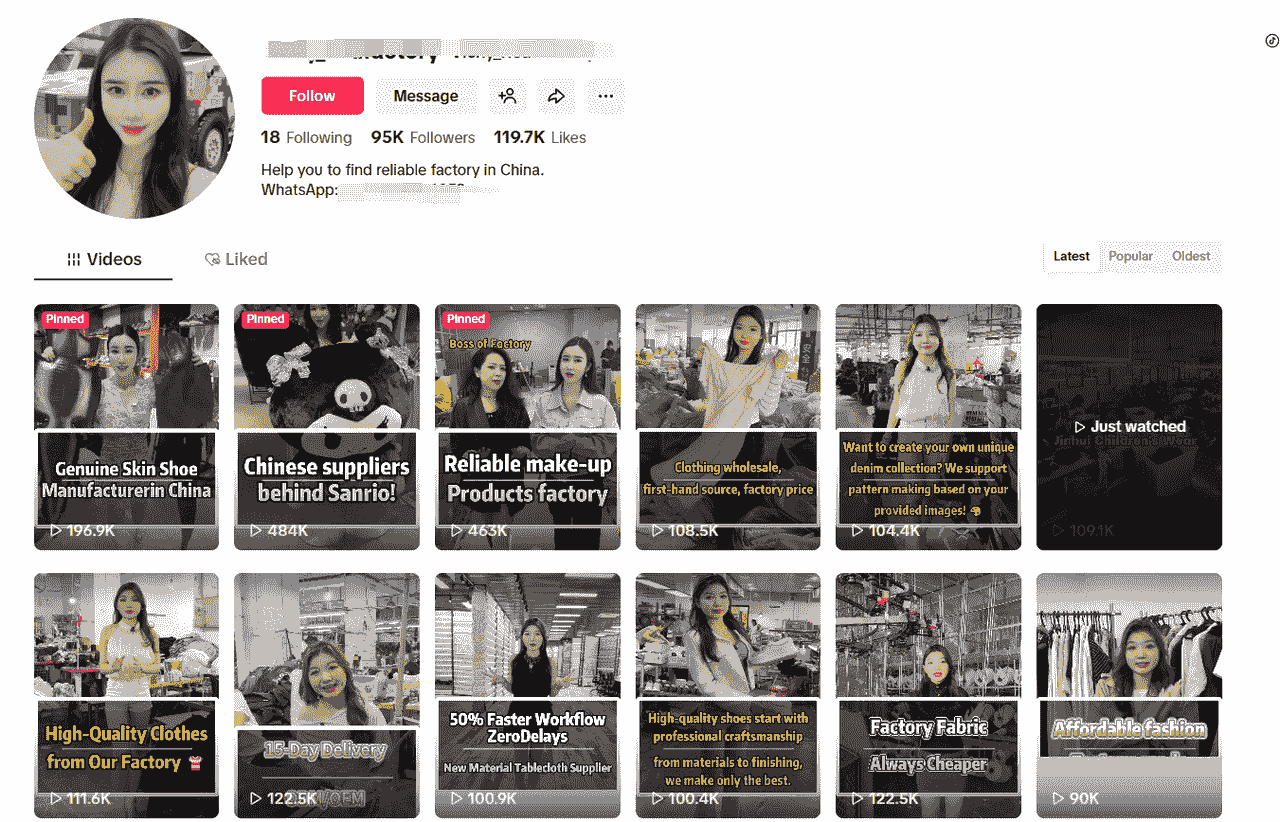 Follow
Message
18 Following 95K Followers 119.7K Likes
Help you to find reliable factory in China.
WhatsApp:
Videos
Liked
Latest Popular Oldest
Pinned
Genuine Skin Shoe
Manufacturerin China
196.9K
Pinned
Chinese suppliers
behind Sanrio!
484K
Pinned
Boss of Factory
Reliable make-up
Products factory
463K
Clothing wholesale,
first-hand source, factory price
108.5K
Want to create your own unique
denim collection? We support
pattern making based on your
provided images! 🎨
104.4K
Just watched
Jinhui Children's Wear
109.1K
High-Quality Clothes
from Our Factory
111.6K
15-Day Delivery
122.5K
50% Faster Workflow
ZeroDelays
New Material Tablecloth Supplier
100.9K
High-quality shoes start with
professional craftsmanship
from materials to finishing,
we make only the best.
100.4K
Factory Fabric
Always Cheaper
122.5K
Affordable fashion
90K